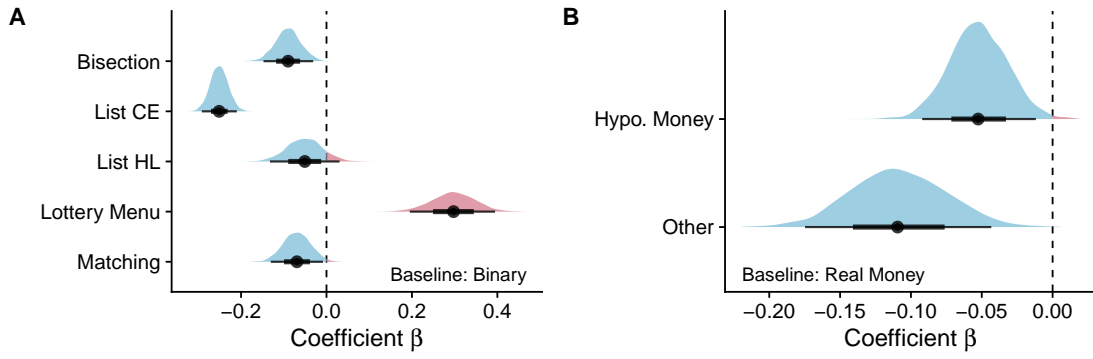 A
Bisection
List CE
List HL
Lottery Menu
Matching
Baseline: Binary
−0.2 0.0 0.2 0.4
Coefficient β
B
Hypo. Money
Other
Baseline: Real Money
−0.20 −0.15 −0.10 −0.05 0.00
Coefficient β